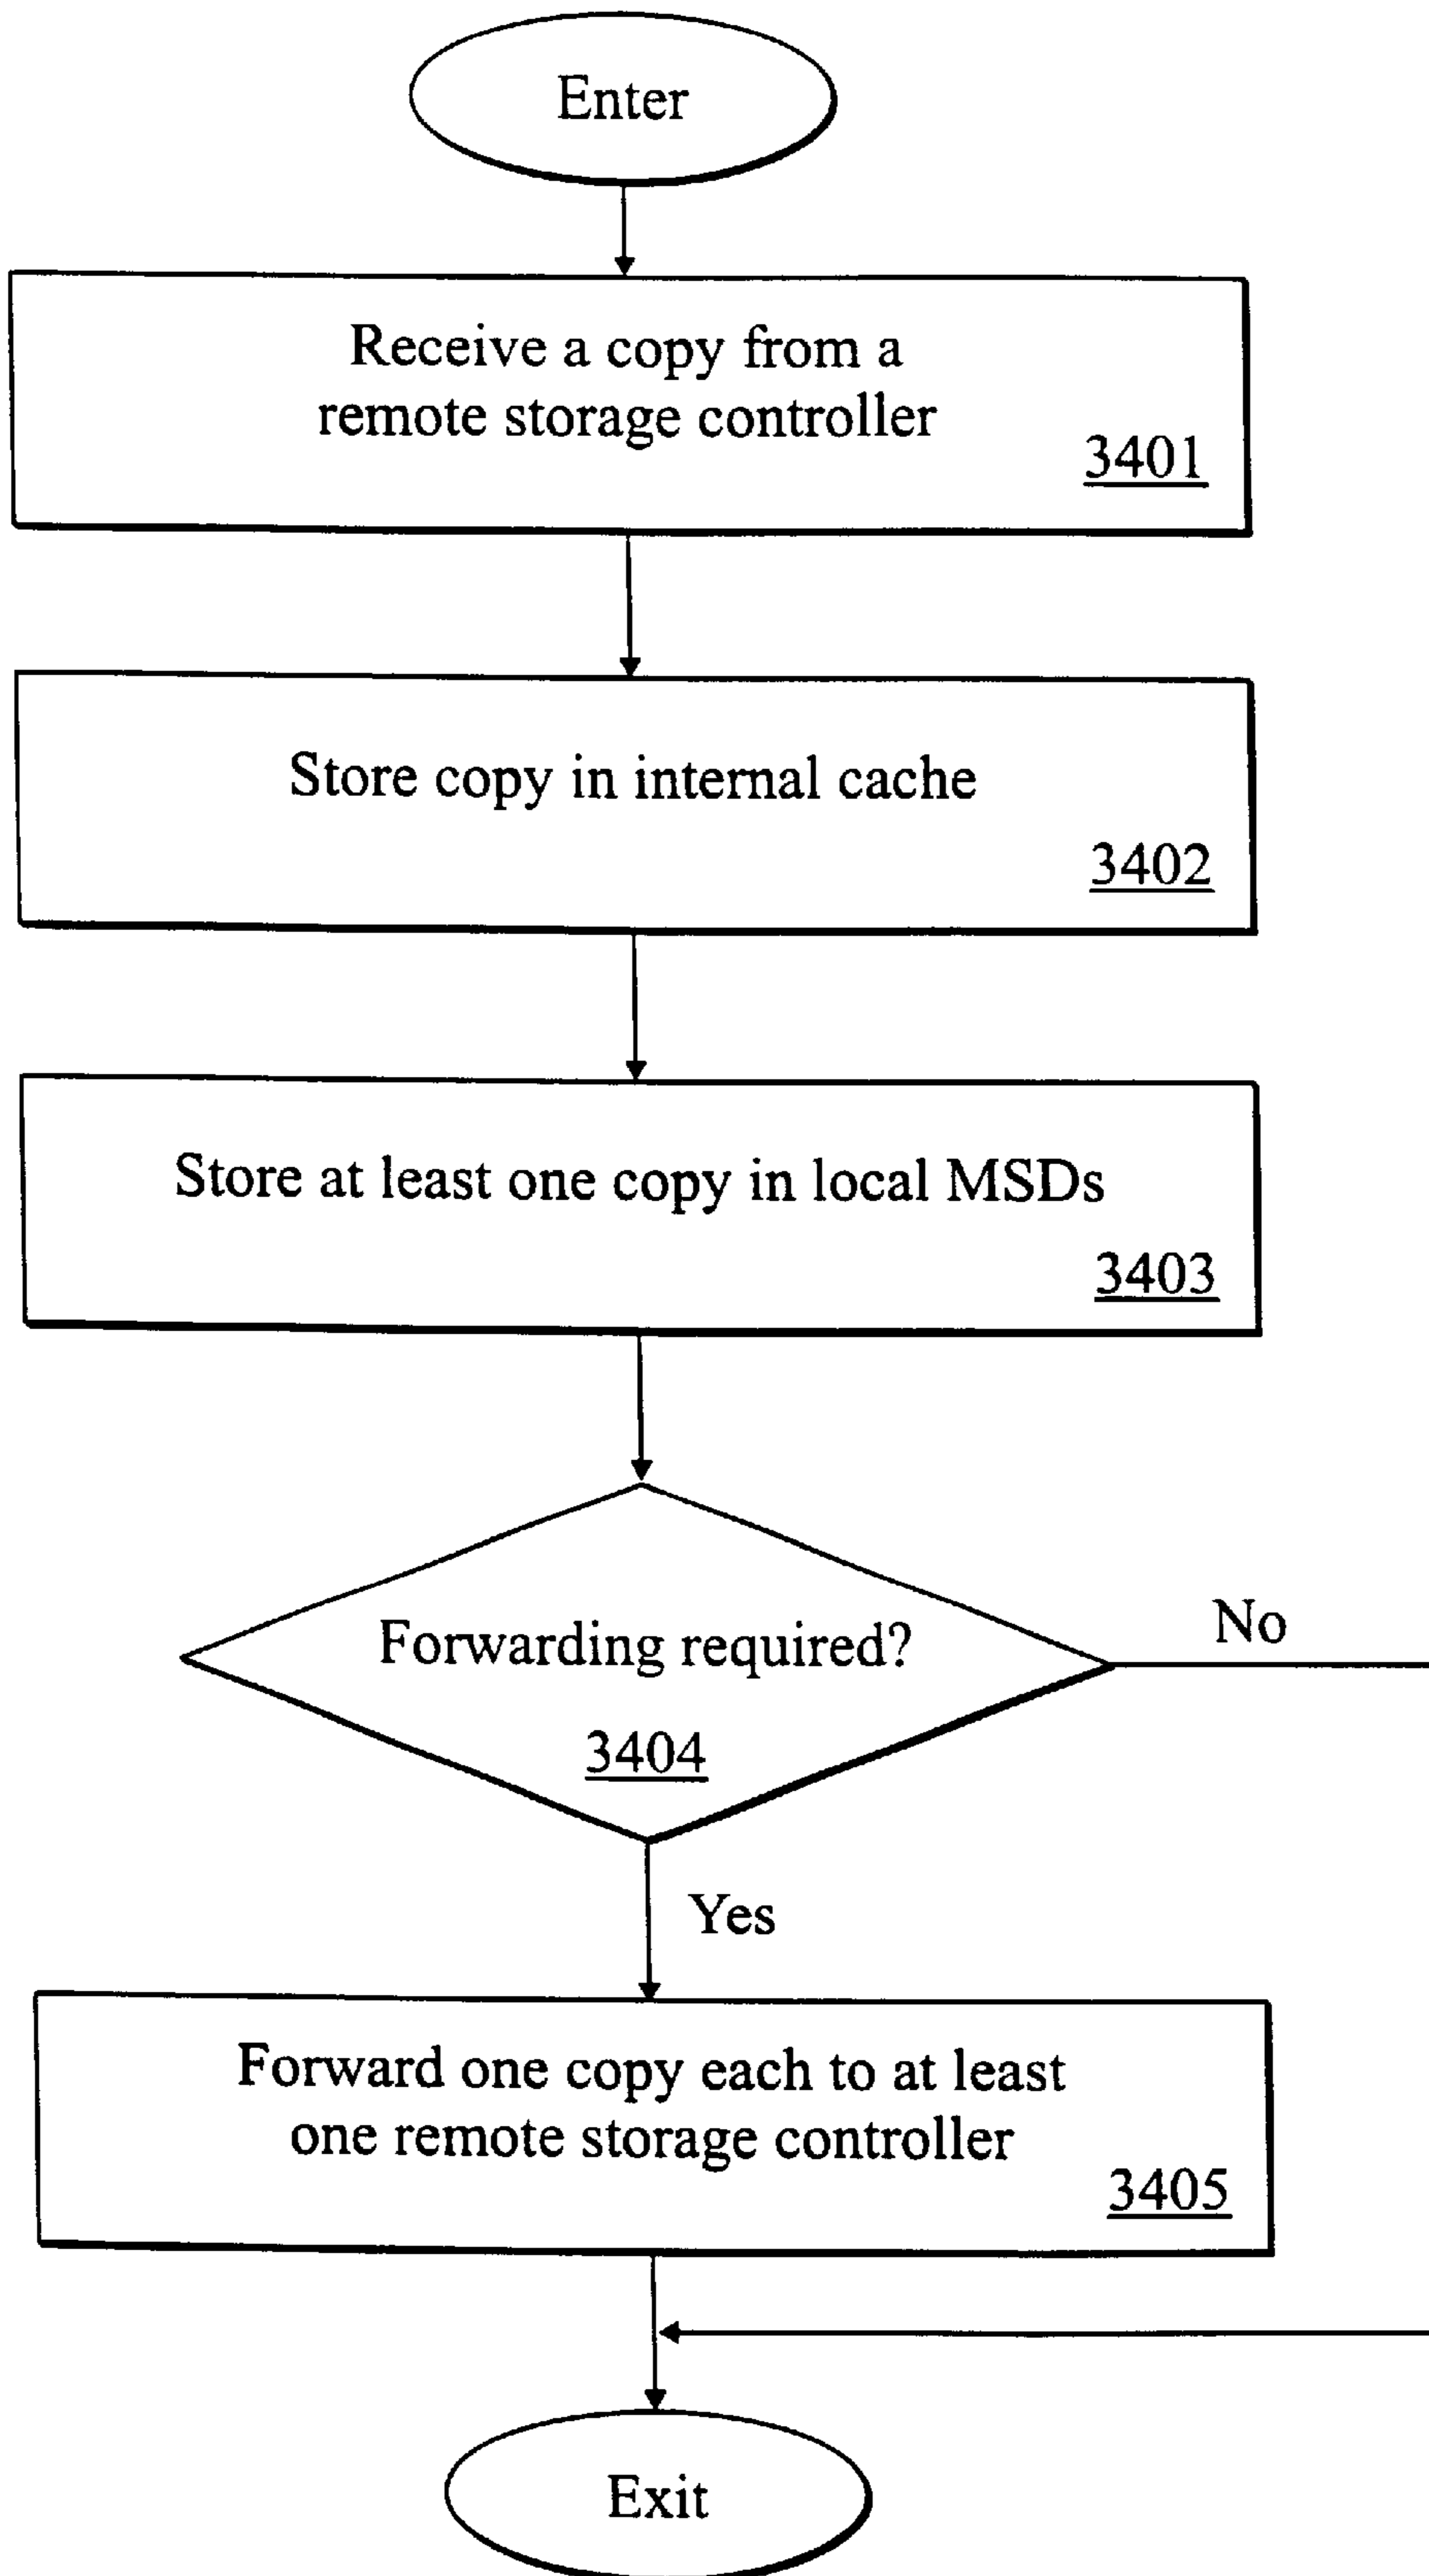 Enter
Receive a copy from a
remote storage controller
3401
Store copy in internal cache
3402
Store at least one copy in local MSDs
3403
Forwarding required?
No
3404
Yes
Forward one copy each to at least
one remote storage controller
3405
Exit